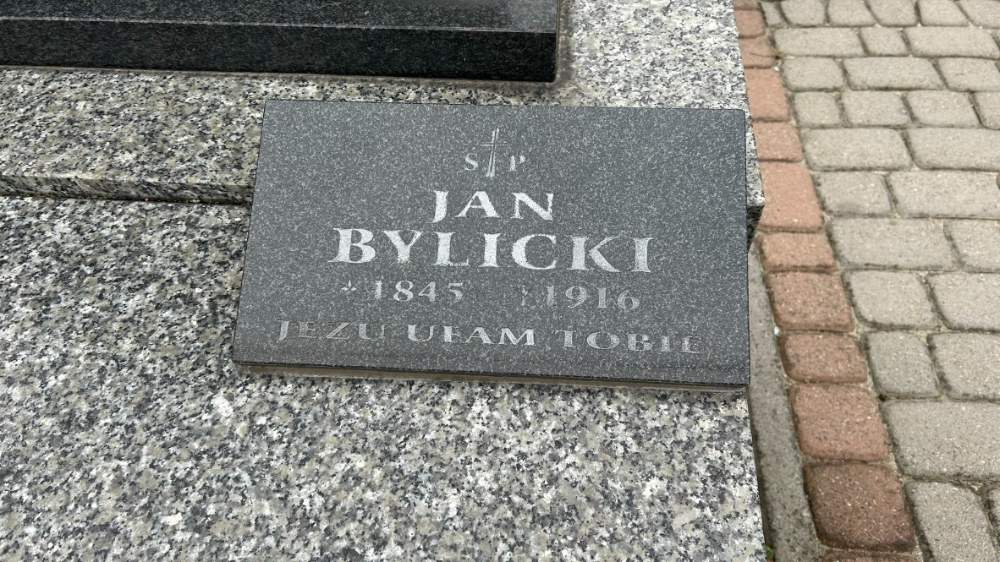 S P
JAN
BYLICKI
* 1845 † 1916
JEZU UFAM TOBIE